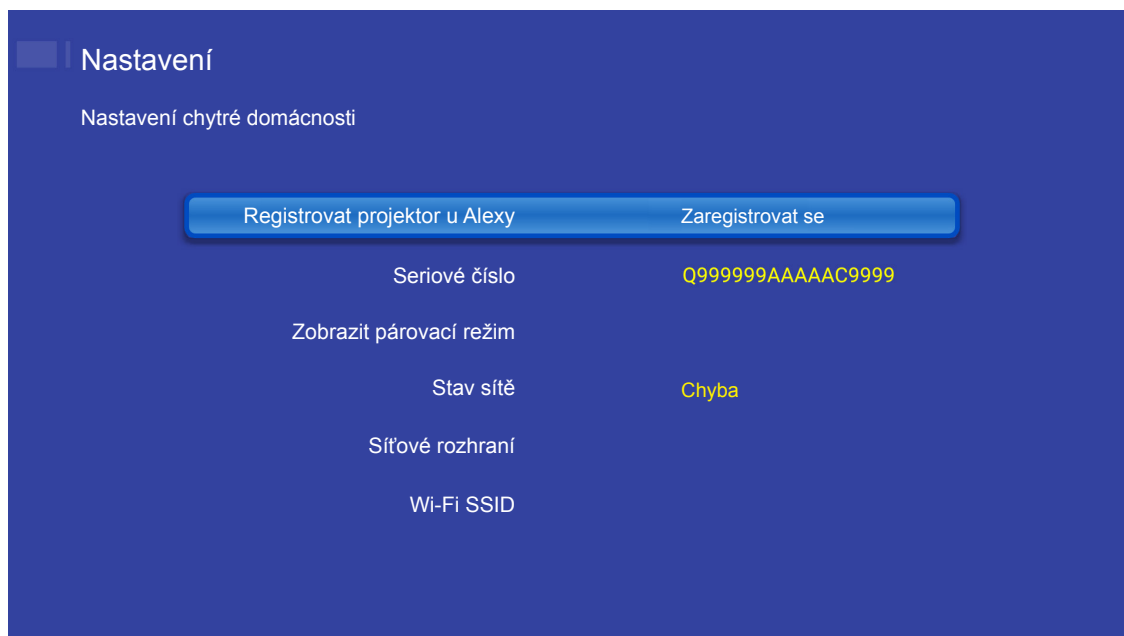 Nastavení
Nastavení chytré domácnosti
Registrovat projektor u Alexy Zaregistrovat se
Seriové číslo Q999999AAAAAC9999
Zobrazit párovací režim
Stav sítě Chyba
Síťové rozhraní
Wi-Fi SSID